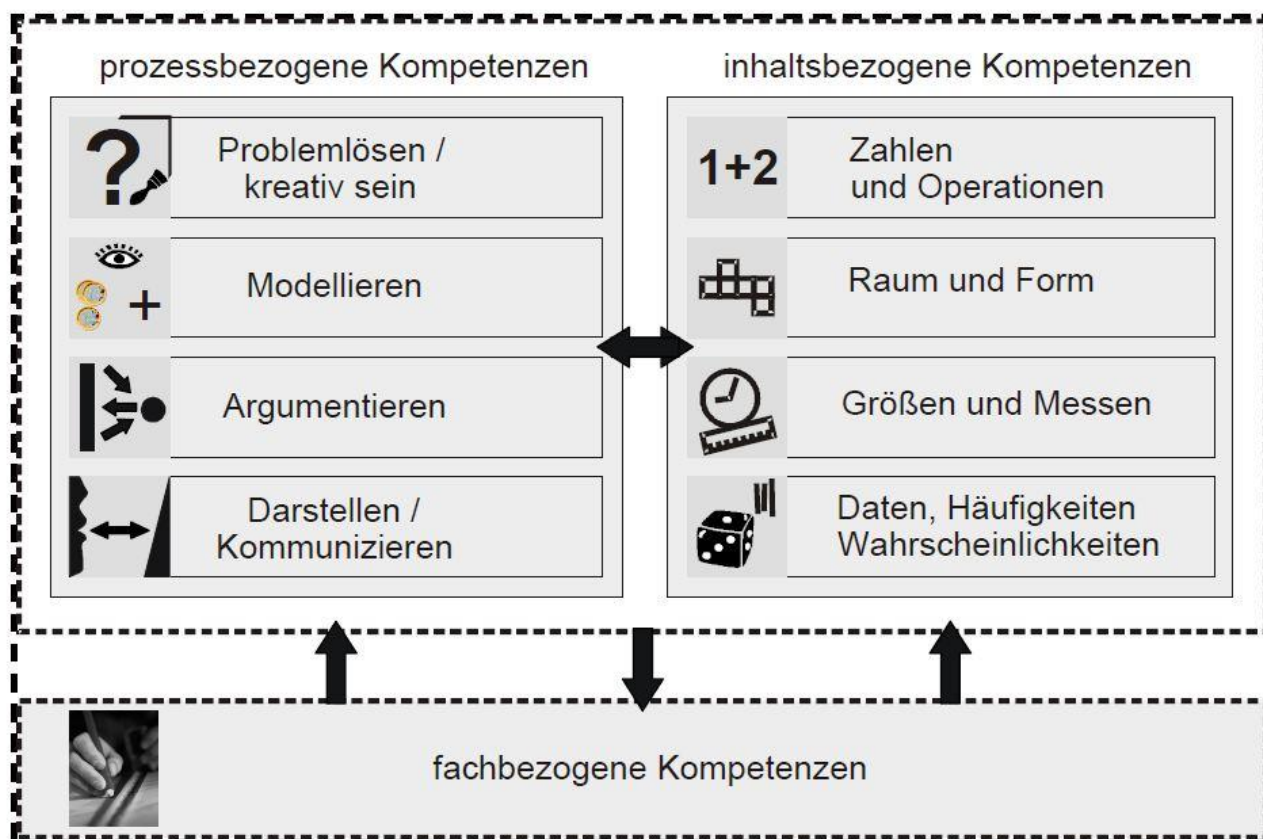 prozessbezogene Kompetenzen
Problemlösen /
kreativ sein
Modellieren
Argumentieren
Darstellen /
Kommunizieren
inhaltsbezogene Kompetenzen
1+2
Zahlen
und Operationen
Raum und Form
Größen und Messen
Daten, Häufigkeiten
Wahrscheinlichkeiten
fachbezogene Kompetenzen